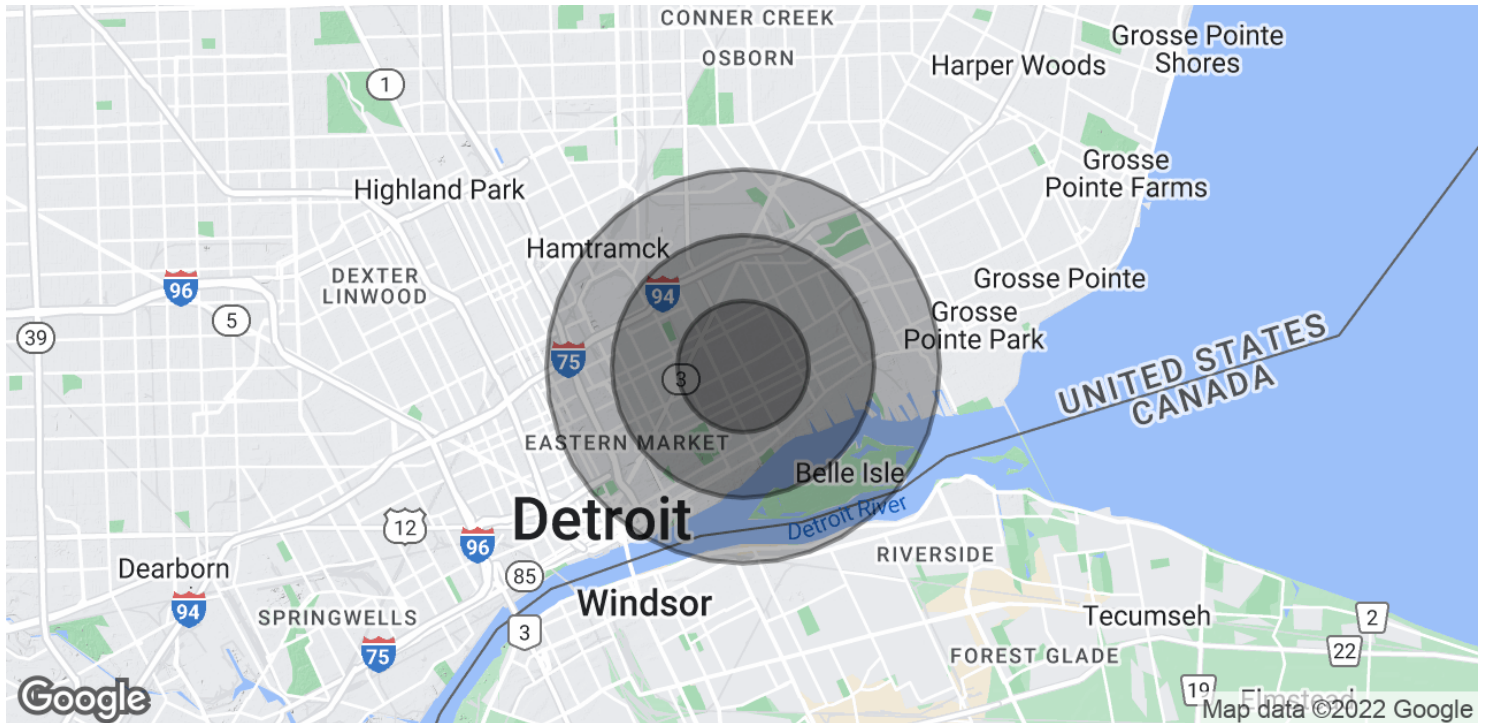 CONNER CREEK
Grosse Pointe
Shores
OSBORN
Harper Woods
1
Grosse
Pointe Farms
Highland Park
Hamtramck
DEXTER
LINWOOD
Grosse Pointe
96
94
5
Grosse
Pointe Park
39
75
3
UNITED STATES
CANADA
EASTERN MARKET
Belle Isle
Detroit
Detroit River
12
96
RIVERSIDE
Dearborn
85
94
Windsor
SPRINGWELLS
3
Tecumseh
2
75
FOREST GLADE
22
19
Elmstead
Google
Map data ©2022 Google